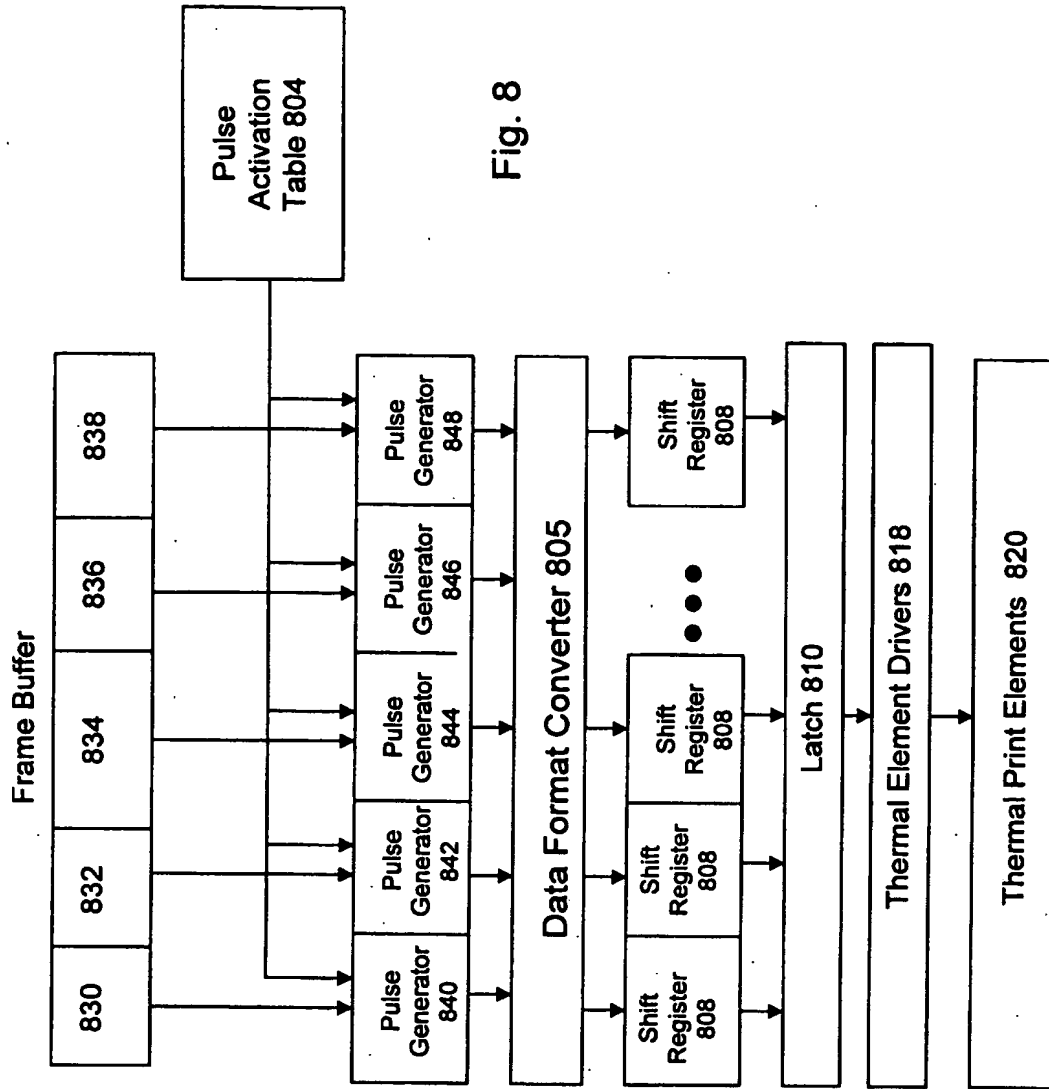 Frame Buffer
830
832
834
836
838
Pulse
Activation
Table 804
Pulse
Generator
840
Pulse
Generator
842
Pulse
Generator
844
Pulse
Generator
846
Pulse
Generator
848
Data Format Converter 805
Shift
Register
808
Shift
Register
808
Shift
Register
808
Shift
Register
808
Latch 810
Thermal Element Drivers 818
Thermal Print Elements 820
Fig. 8